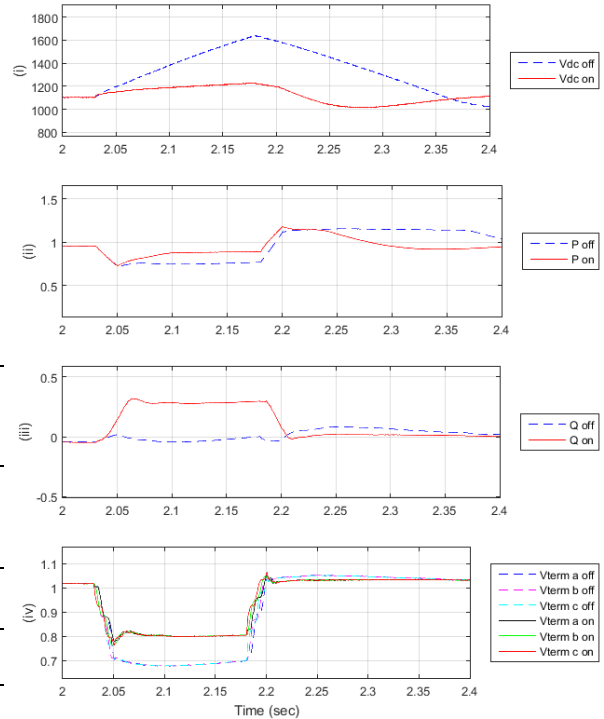 1800
1600
1400
1200
1000
800
(i)
2 2.05 2.1 2.15 2.2 2.25 2.3 2.35 2.4
Vdc off
Vdc on
1.5
1
0.5
(ii)
2 2.05 2.1 2.15 2.2 2.25 2.3 2.35 2.4
P off
P on
0.5
0
-0.5
(iii)
2 2.05 2.1 2.15 2.2 2.25 2.3 2.35 2.4
Q off
Q on
1.1
1
0.9
0.8
0.7
(iv)
2 2.05 2.1 2.15 2.2 2.25 2.3 2.35 2.4
Time (sec)
Vterm a off
Vterm b off
Vterm c off
Vterm a on
Vterm b on
Vterm c on